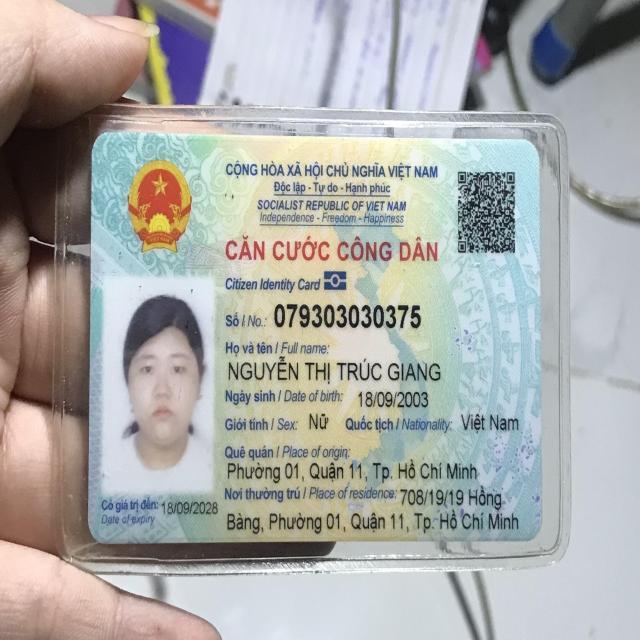 CỘNG HÒA XÃ HỘI CHỦ NGHĨA VIỆT NAM
Độc lập - Tự do - Hạnh phúc
SOCIALIST REPUBLIC OF VIET NAM
Independence - Freedom - Happiness
CĂN CƯỚC CÔNG DÂN
Citizen Identity Card
Số / No.: 079303030375
Họ và tên / Full name:
NGUYỄN THỊ TRÚC GIANG
Ngày sinh / Date of birth: 18/09/2003
Giới tính / Sex: Nữ Quốc tịch / Nationality: Việt Nam
Quê quán / Place of origin:
Phường 01, Quận 11, Tp. Hồ Chí Minh
Nơi thường trú / Place of residence: 708/19/19 Hồng
Bàng, Phường 01, Quận 11, Tp. Hồ Chí Minh
Có giá trị đến: 18/09/2028
Date of expiry